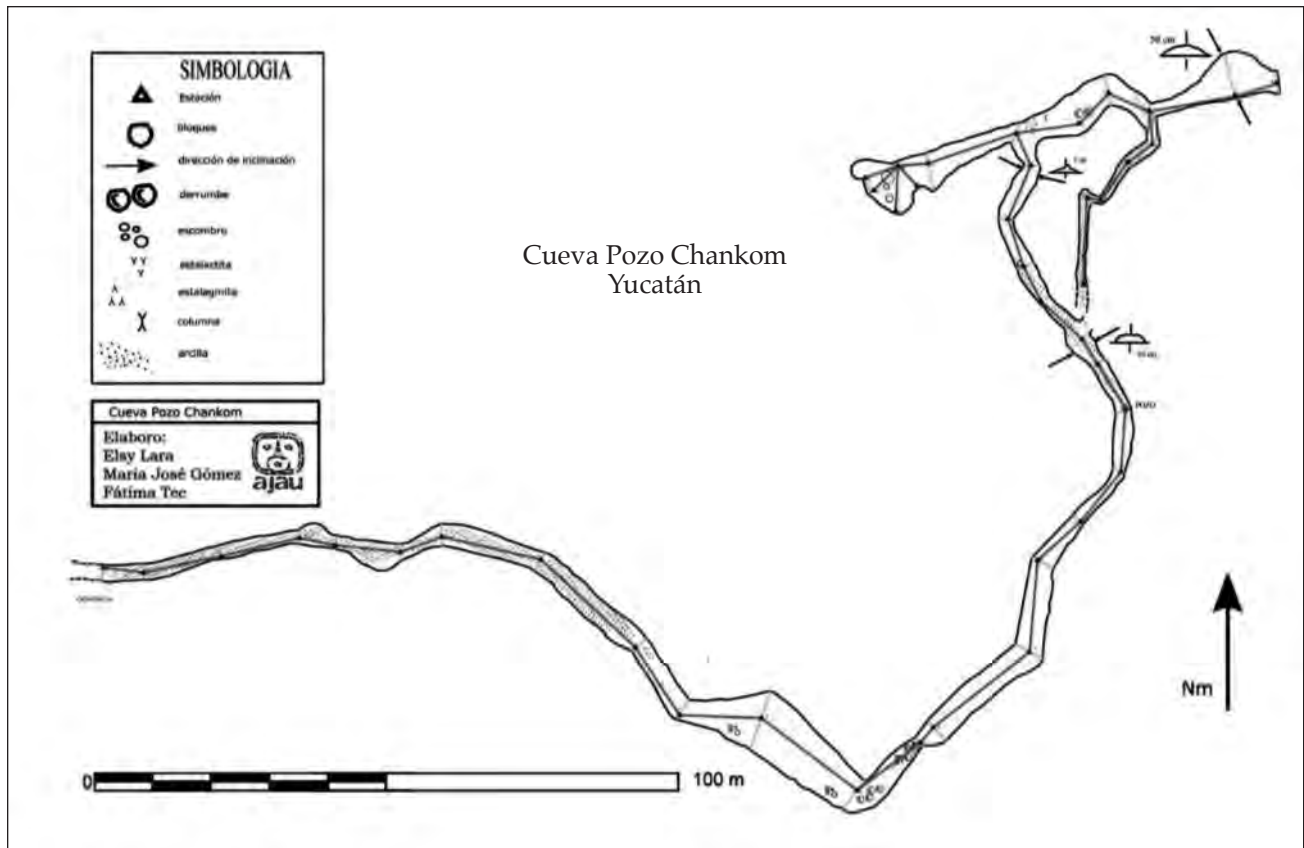 SIMBOLOGIA
Estación
bloques
dirección de inclinación
derrumbe
escombro
estalactita
estalagmita
columna
arcilla
Cueva Pozo Chankom
Elaboro:
Elsy Lara
María José Gómez
Fátima Tec
ajau
Cueva Pozo Chankom
Yucatán
POZO
Nm
0
100 m